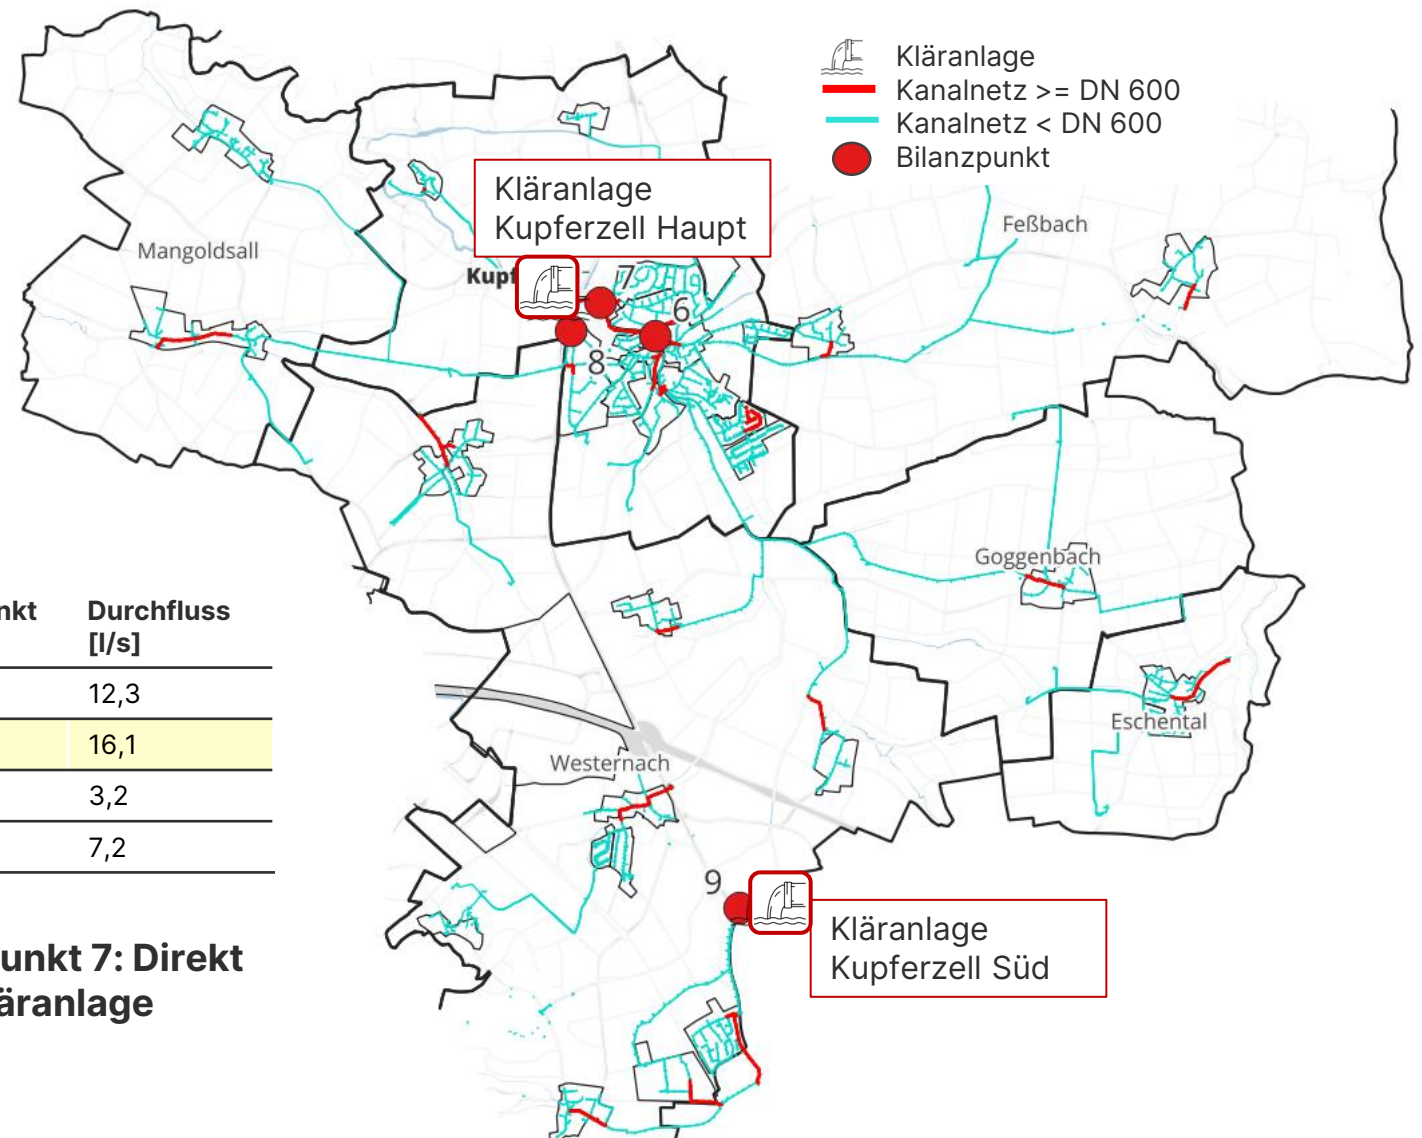 Kläranlage
Kanalnetz >= DN 600
Kanalnetz < DN 600
Bilanzpunkt
Kläranlage
Kupferzell Haupt
Mangoldsall
Feßbach
Kupf
7
6
8
Goggenbach
Eschental
Westernach
9
Kläranlage
Kupferzell Süd
nkt Durchfluss
[l/s]
12,3
16,1
3,2
7,2
unkt 7: Direkt
äranlage